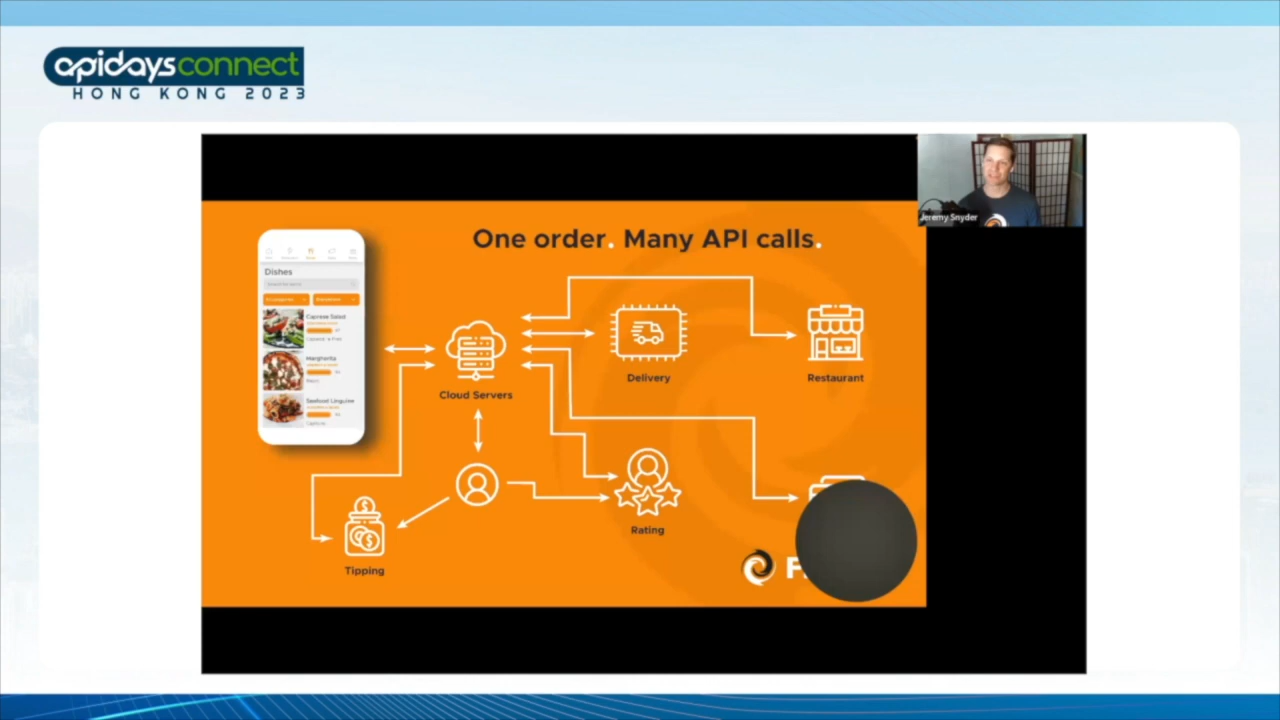 apidays connect
HONG KONG 2023
Jeremy Snyder
One order. Many API calls.
Dishes
Caprese Salad
Margherita
Seafood Linguine
Delivery
Restaurant
Cloud Servers
Rating
Tipping
F